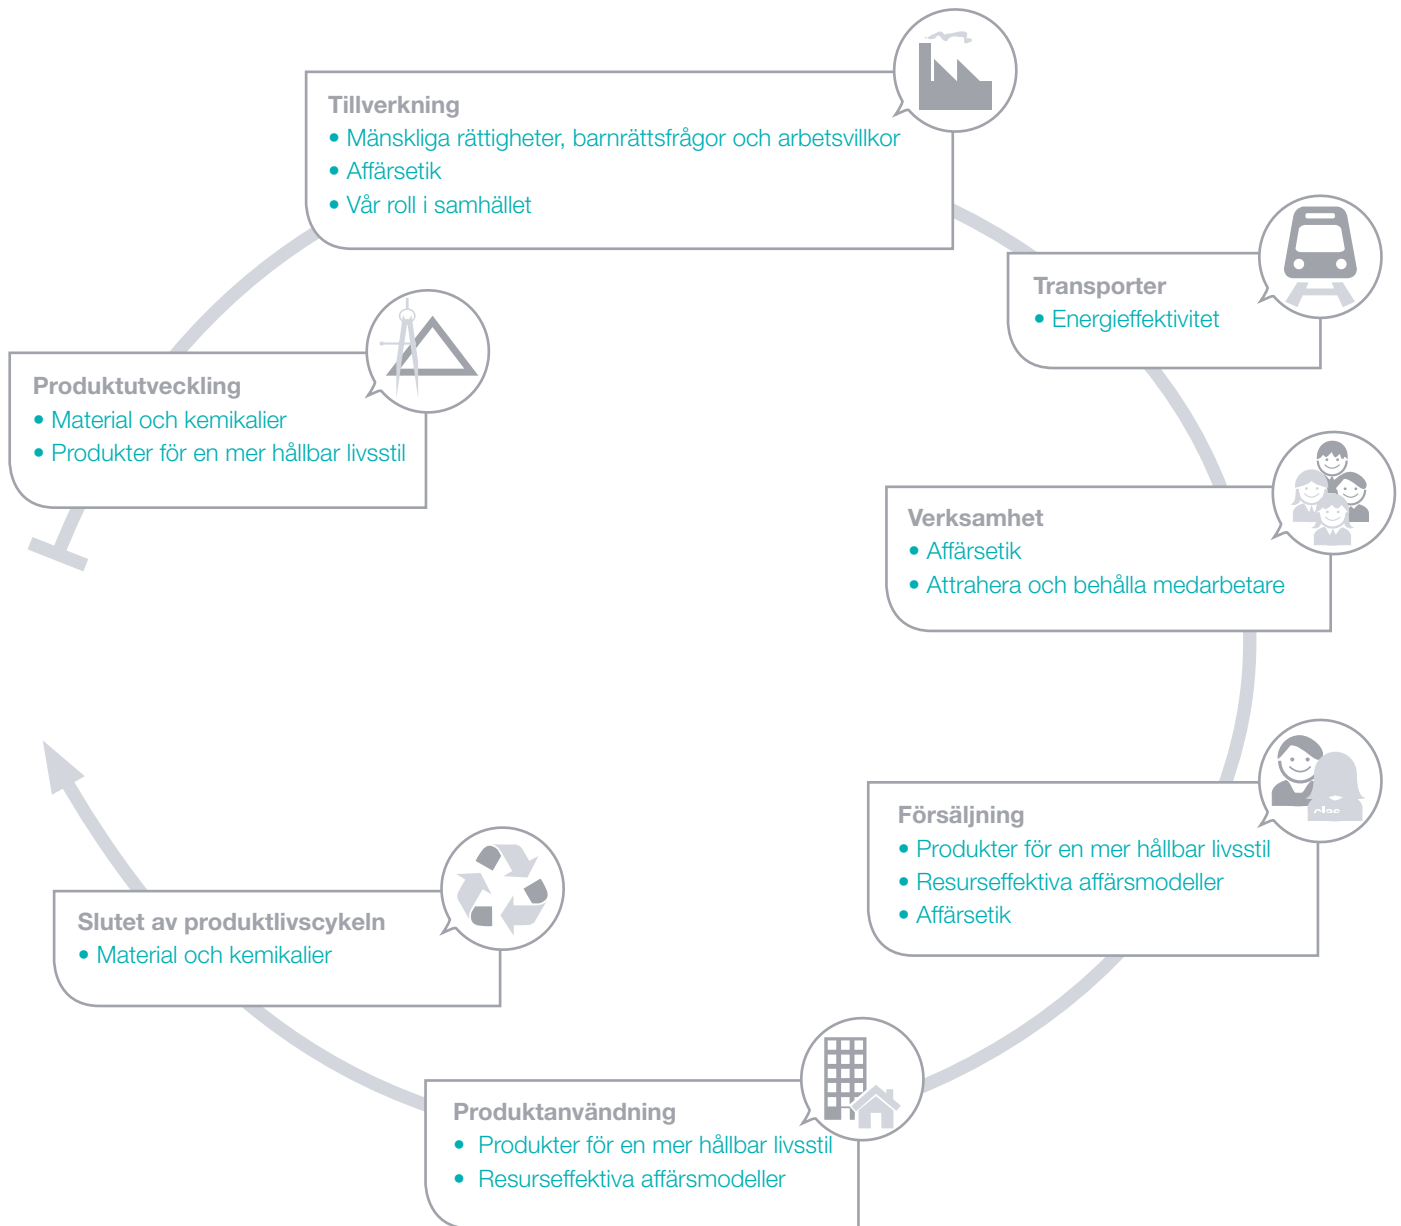 Tillverkning
• Mänskliga rättigheter, barnrättsfrågor och arbetsvillkor
• Affärsetik
• Vår roll i samhället
Transporter
• Energieffektivitet
Produktutveckling
• Material och kemikalier
• Produkter för en mer hållbar livsstil
Verksamhet
• Affärsetik
• Attrahera och behålla medarbetare
Försäljning
• Produkter för en mer hållbar livsstil
• Resurseffektiva affärsmodeller
• Affärsetik
clas
Slutet av produktlivscykeln
• Material och kemikalier
Produktanvändning
• Produkter för en mer hållbar livsstil
• Resurseffektiva affärsmodeller